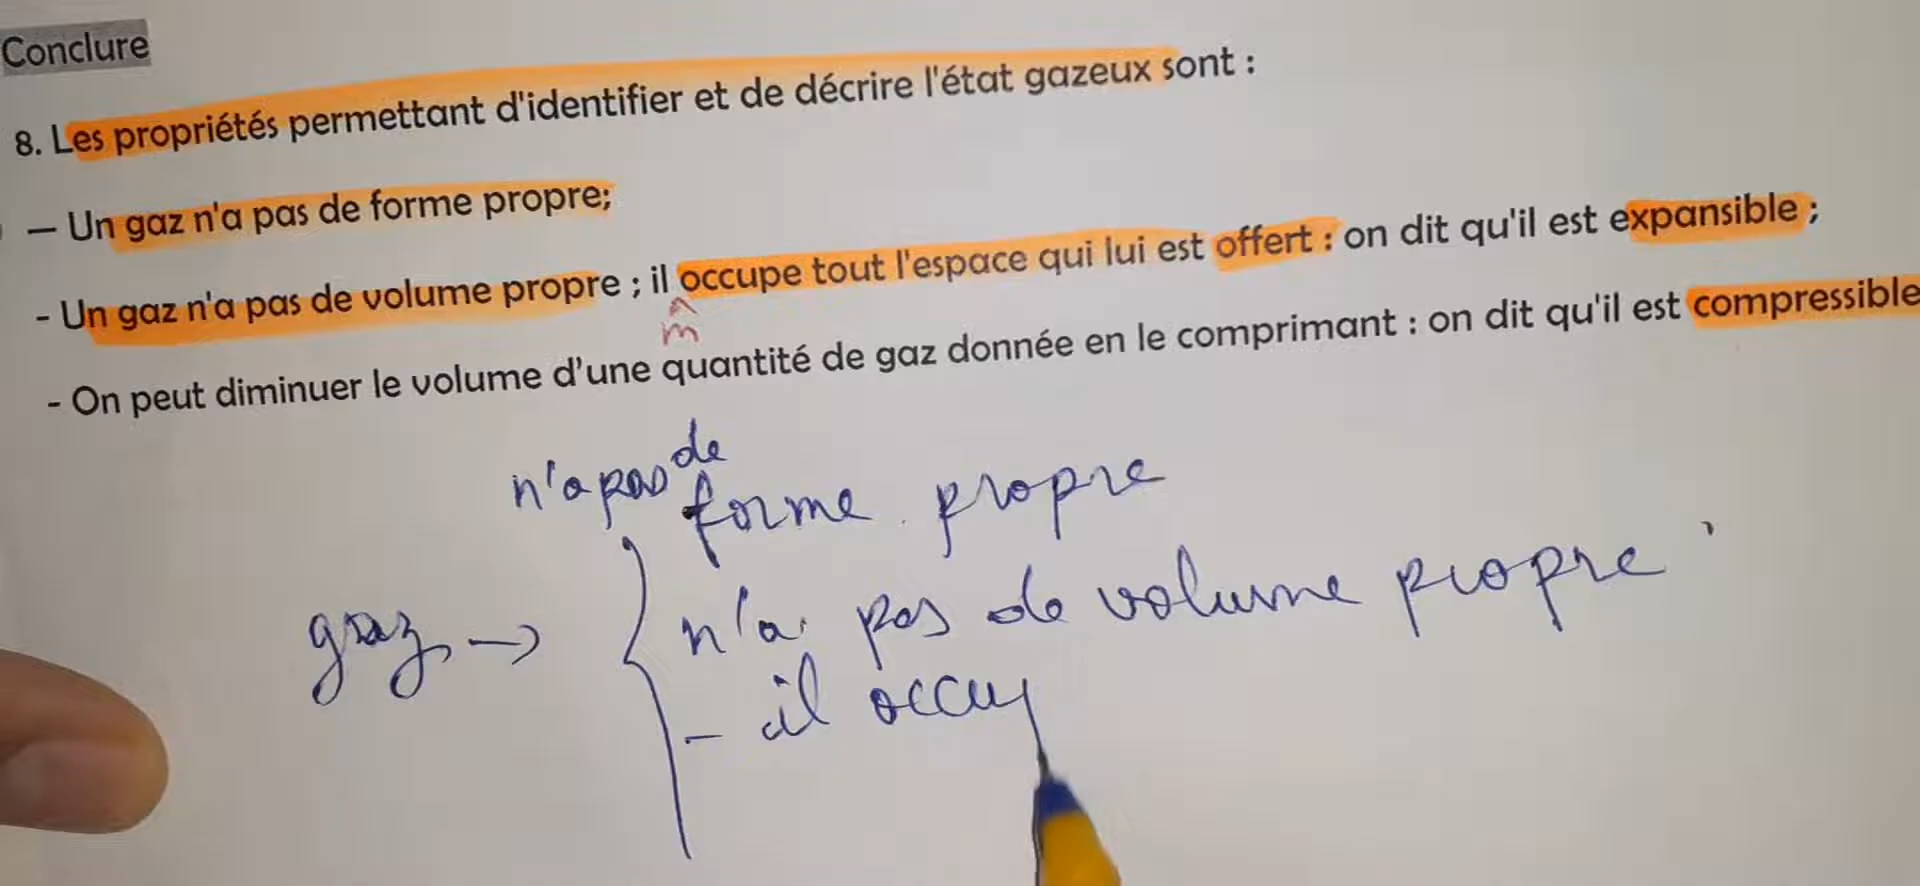 Conclure
8. Les propriétés permettant d'identifier et de décrire l'état gazeux sont :
— Un gaz n'a pas de forme propre;
- Un gaz n'a pas de volume propre ; il occupe tout l'espace qui lui est offert : on dit qu'il est expansible ;
m
- On peut diminuer le volume d'une quantité de gaz donnée en le comprimant : on dit qu'il est compressible
n'a pas de forme propre
gaz → n'a pas de volume propre
- il occup